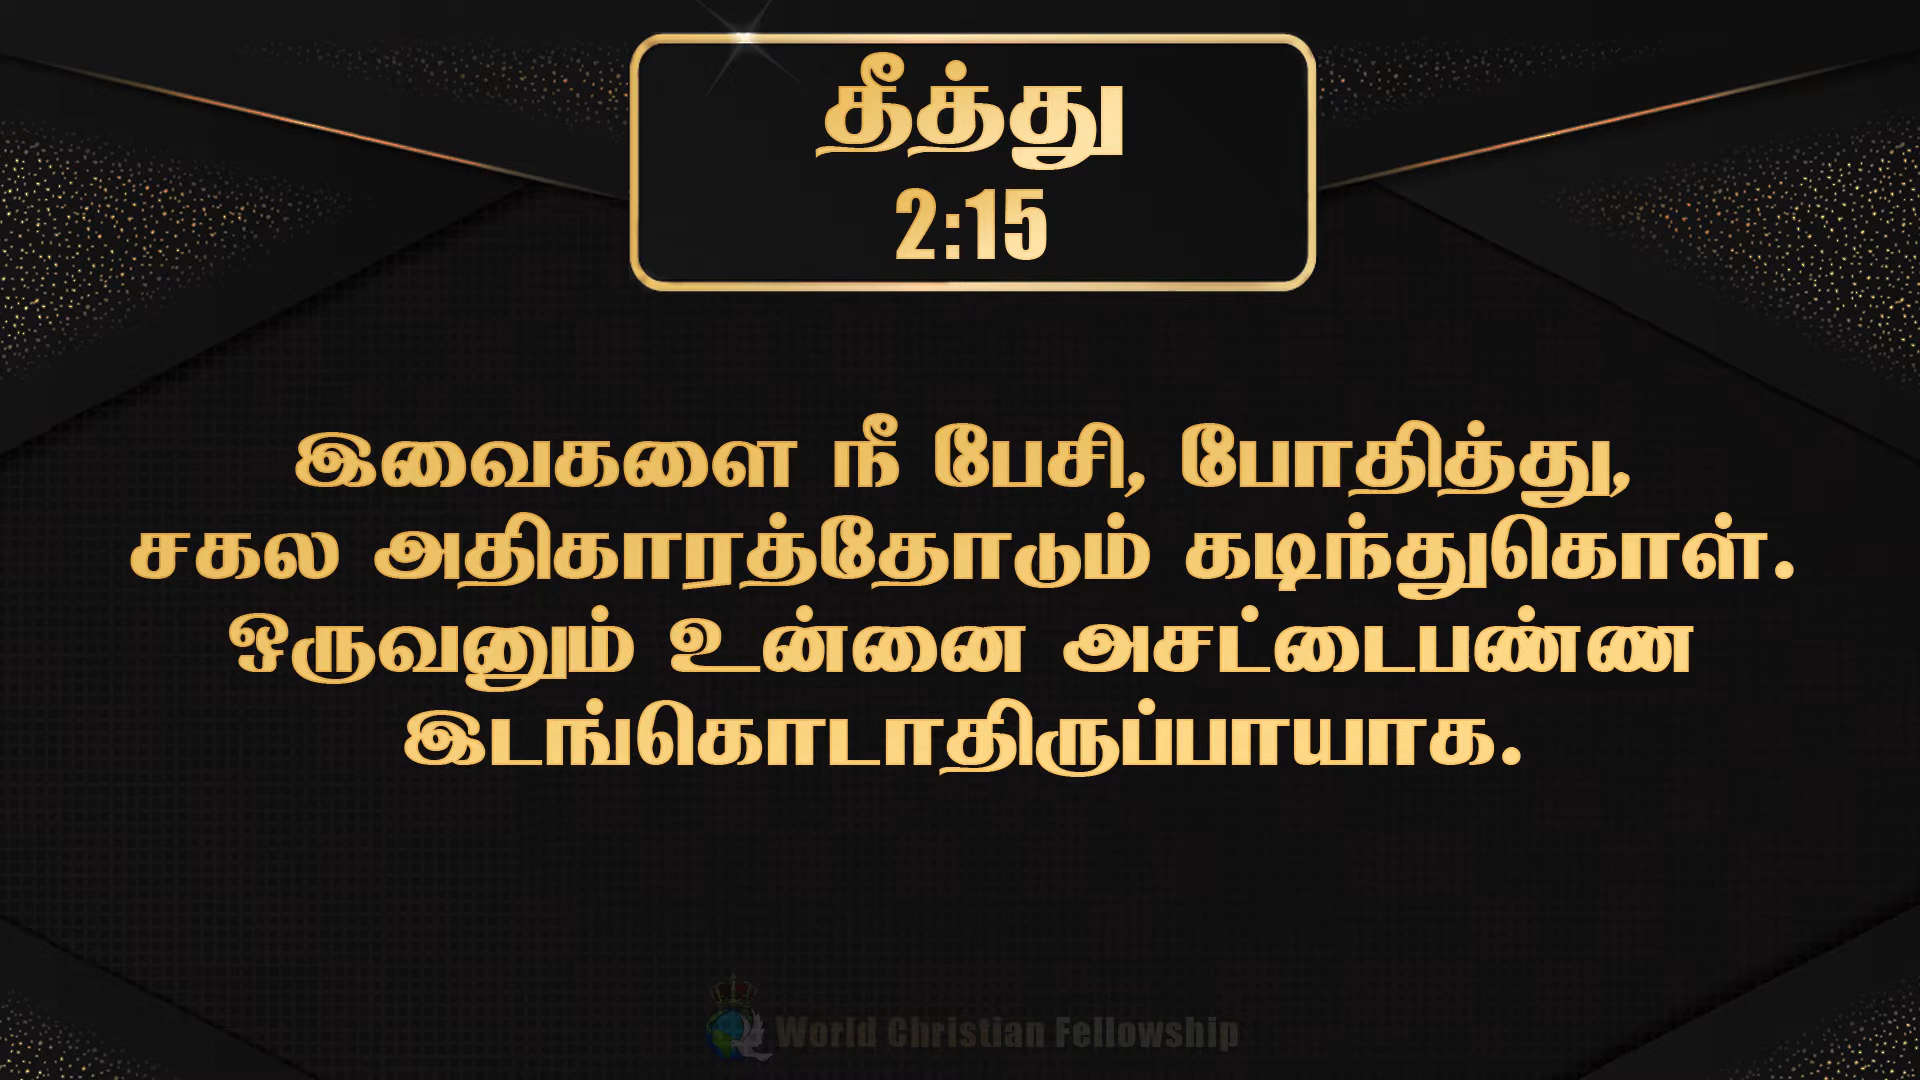 தீத்து
2:15
இவைகளை நீ பேசி, போதித்து,
சகல அதிகாரத்தோடும் கடிந்துகொள்.
ஒருவனும் உன்னை அசட்டைபண்ண
இடங்கொடாதிருப்பாயாக.
World Christian Fellowship